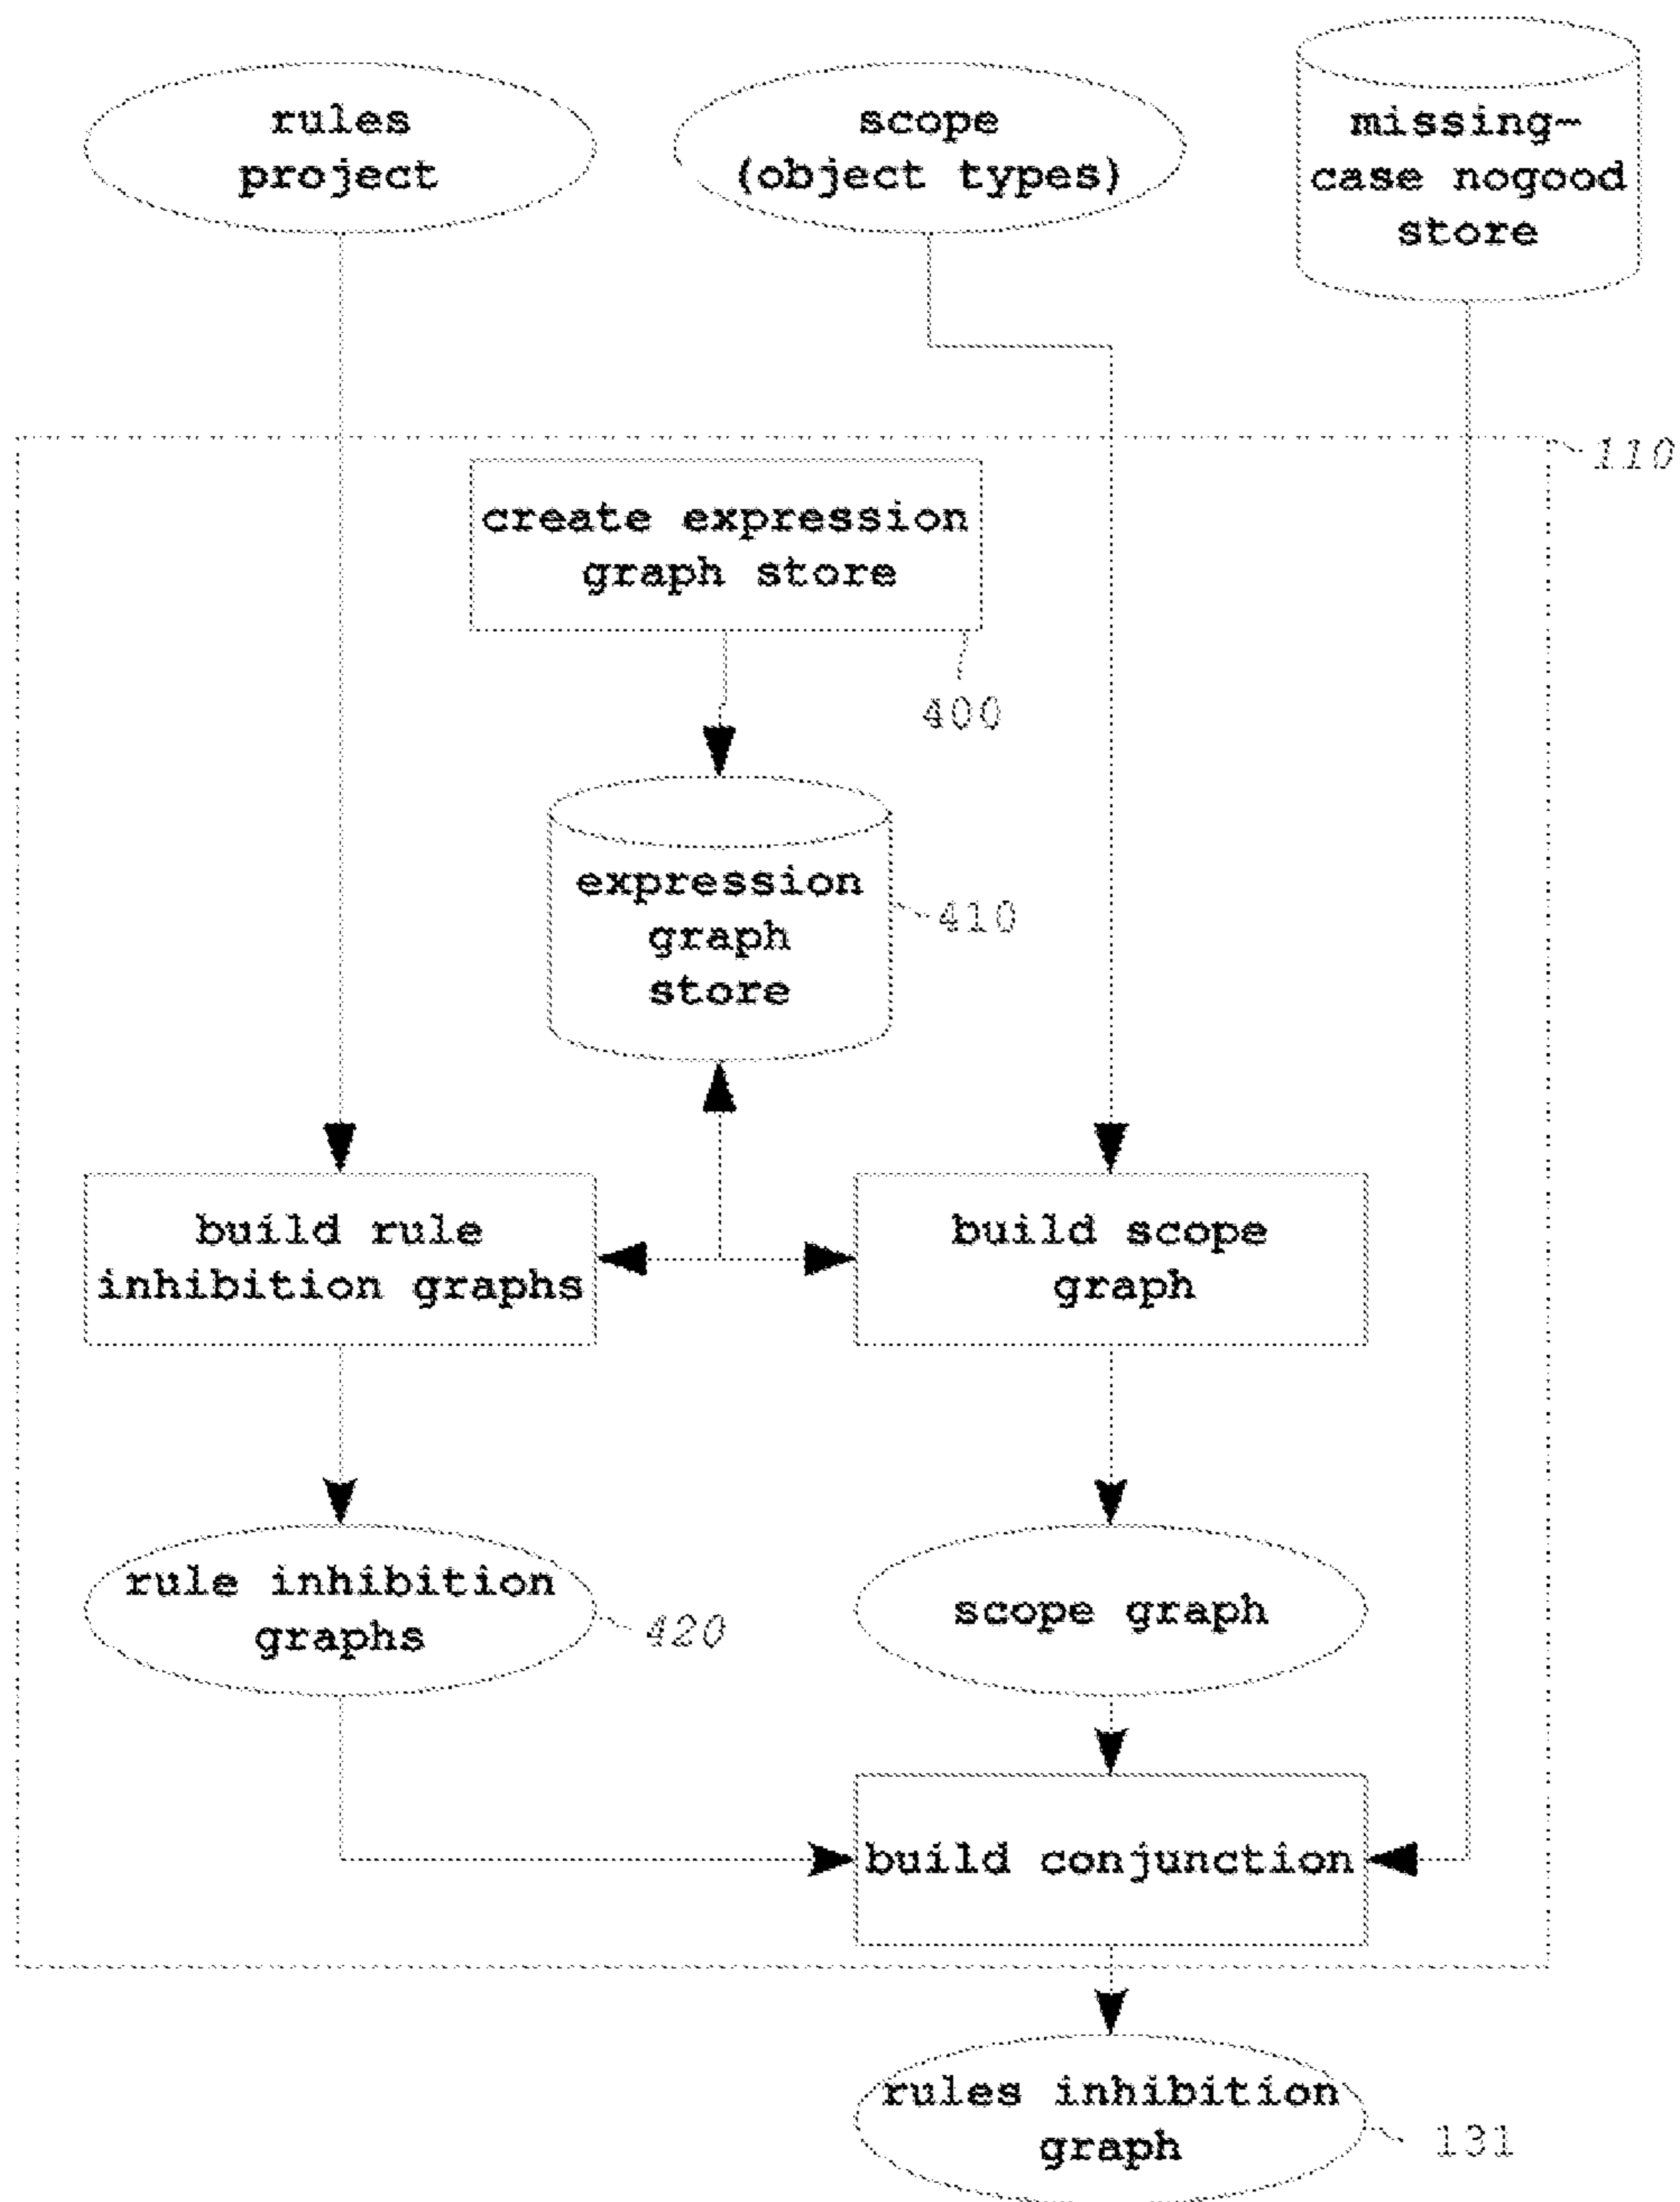 rules
project
scope
(object types)
missing-
case nogood
store
110
create expression
graph store
400
expression
graph
store
410
build rule
inhibition graphs
build scope
graph
rule inhibition
graphs
420
scope graph
build conjunction
rules inhibition
graph
131